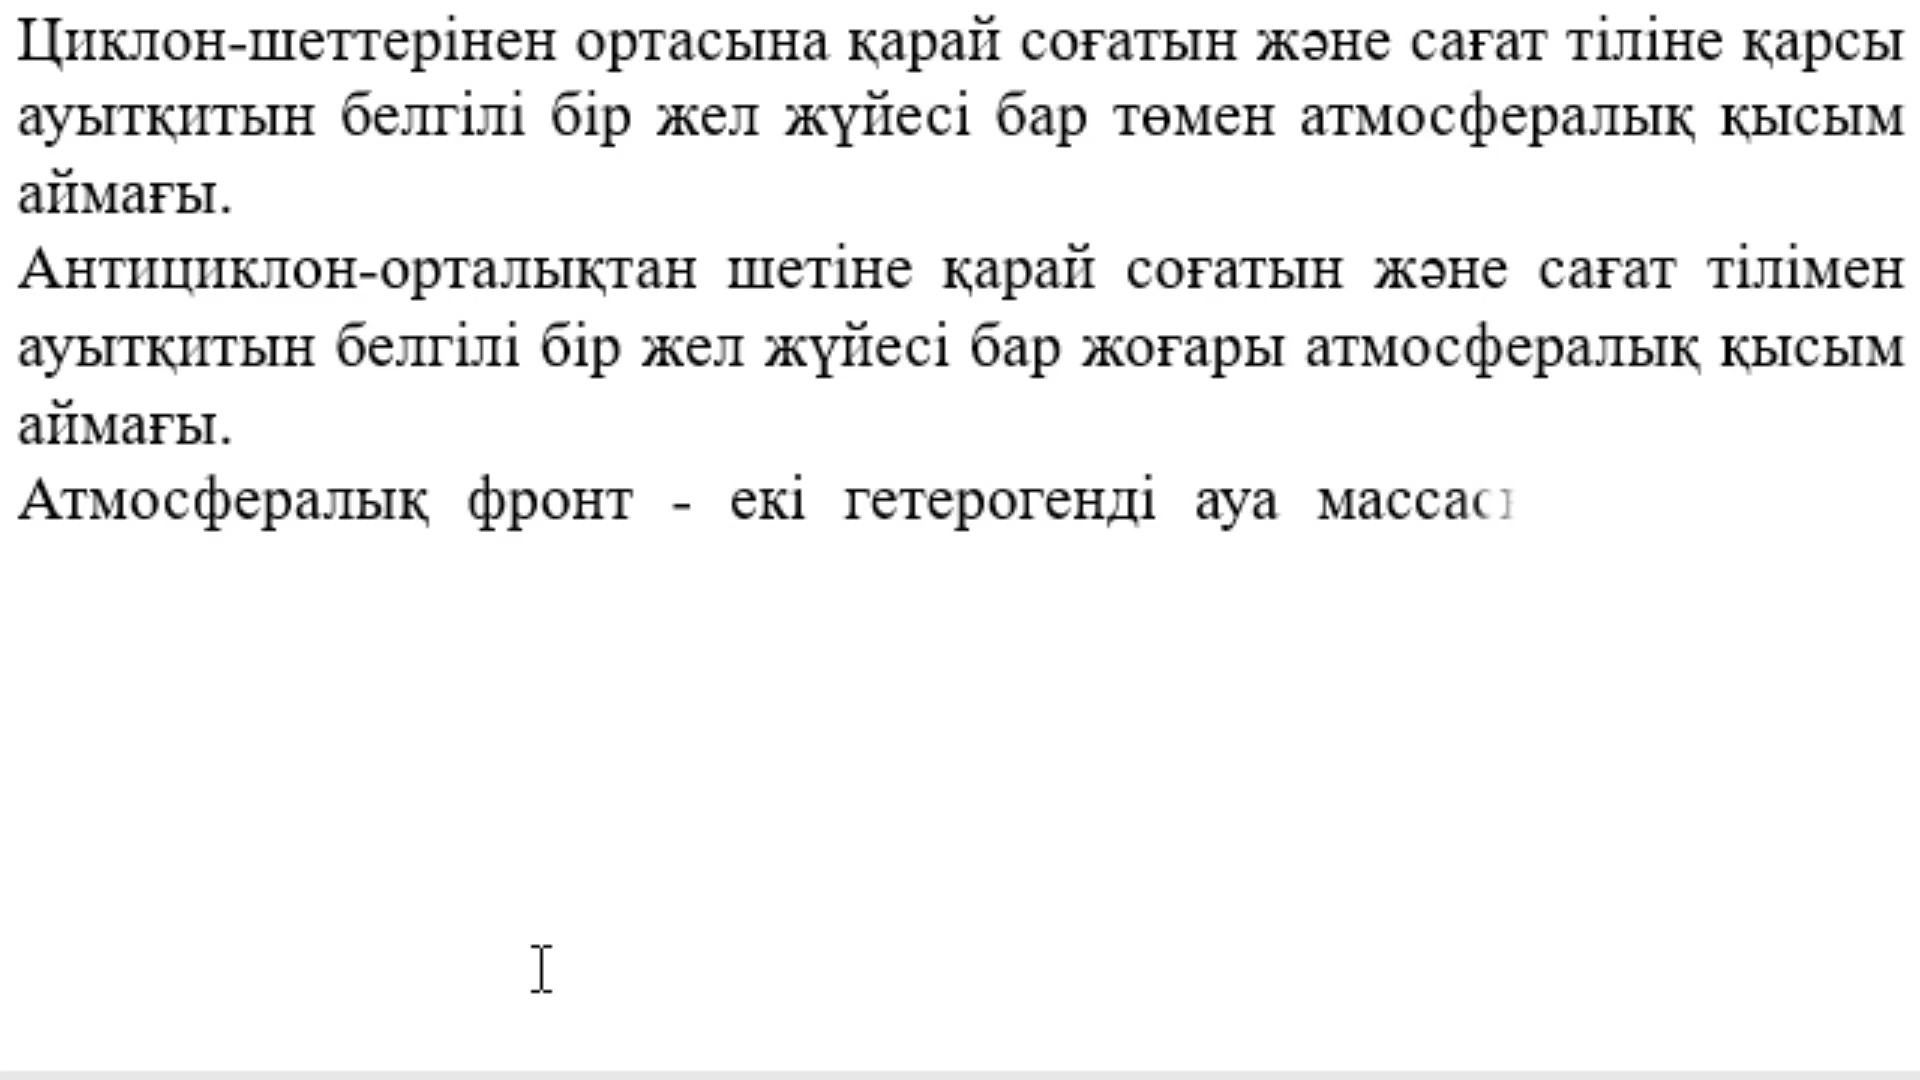 Циклон-шеттерінен ортасына қарай соғатын және сағат тіліне қарсы
ауытқитын белгілі бір жел жүйесі бар төмен атмосфералық қысым
аймағы.
Антициклон-орталықтан шетіне қарай соғатын және сағат тілімен
ауытқитын белгілі бір жел жүйесі бар жоғары атмосфералық қысым
аймағы.
Атмосфералық фронт - екі гетерогенді ауа